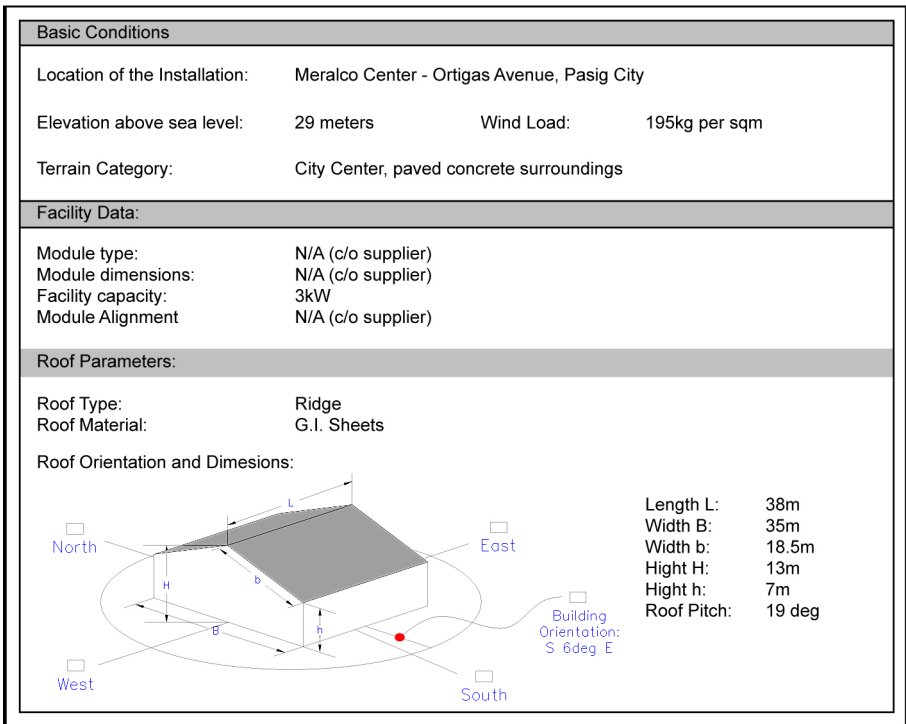 Basic Conditions
Location of the Installation: Meralco Center - Ortigas Avenue, Pasig City
Elevation above sea level: 29 meters Wind Load: 195kg per sqm
Terrain Category: City Center, paved concrete surroundings
Facility Data:
Module type: N/A (c/o supplier)
Module dimensions: N/A (c/o supplier)
Facility capacity: 3kW
Module Alignment N/A (c/o supplier)
Roof Parameters:
Roof Type: Ridge
Roof Material: G.I. Sheets
Roof Orientation and Dimesions:
L
North
East
b
H
h
B
Building
Orientation:
S 6deg E
West
South
Length L: 38m
Width B: 35m
Width b: 18.5m
Hight H: 13m
Hight h: 7m
Roof Pitch: 19 deg